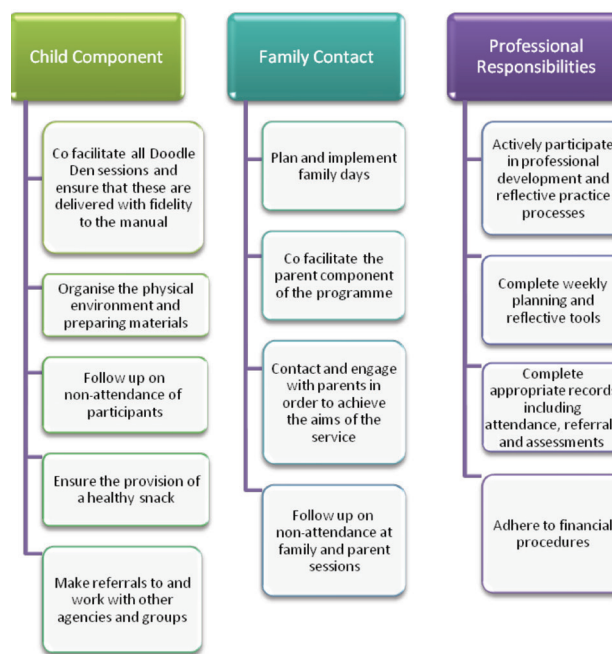 Child Component
Co facilitate all Doodle
Den sessions and
ensure that these are
delivered with fidelity
to the manual
Organise the physical
environment and
preparing materials
Follow up on
non-attendance of
participants
Ensure the provision of
a healthy snack
Make referrals to and
work with other
agencies and groups
Family Contact
Plan and implement
family days
Co facilitate the
parent component
of the programme
Contact and engage
with parents in
order to achieve
the aims of the
service
Follow up on
non-attendance at
family and parent
sessions
Professional
Responsibilities
Actively participate
in professional
development and
reflective practice
processes
Complete weekly
planning and
reflective tools
Complete
appropriate record
including
attendance, referral
and assessments
Adhere to financial
procedures